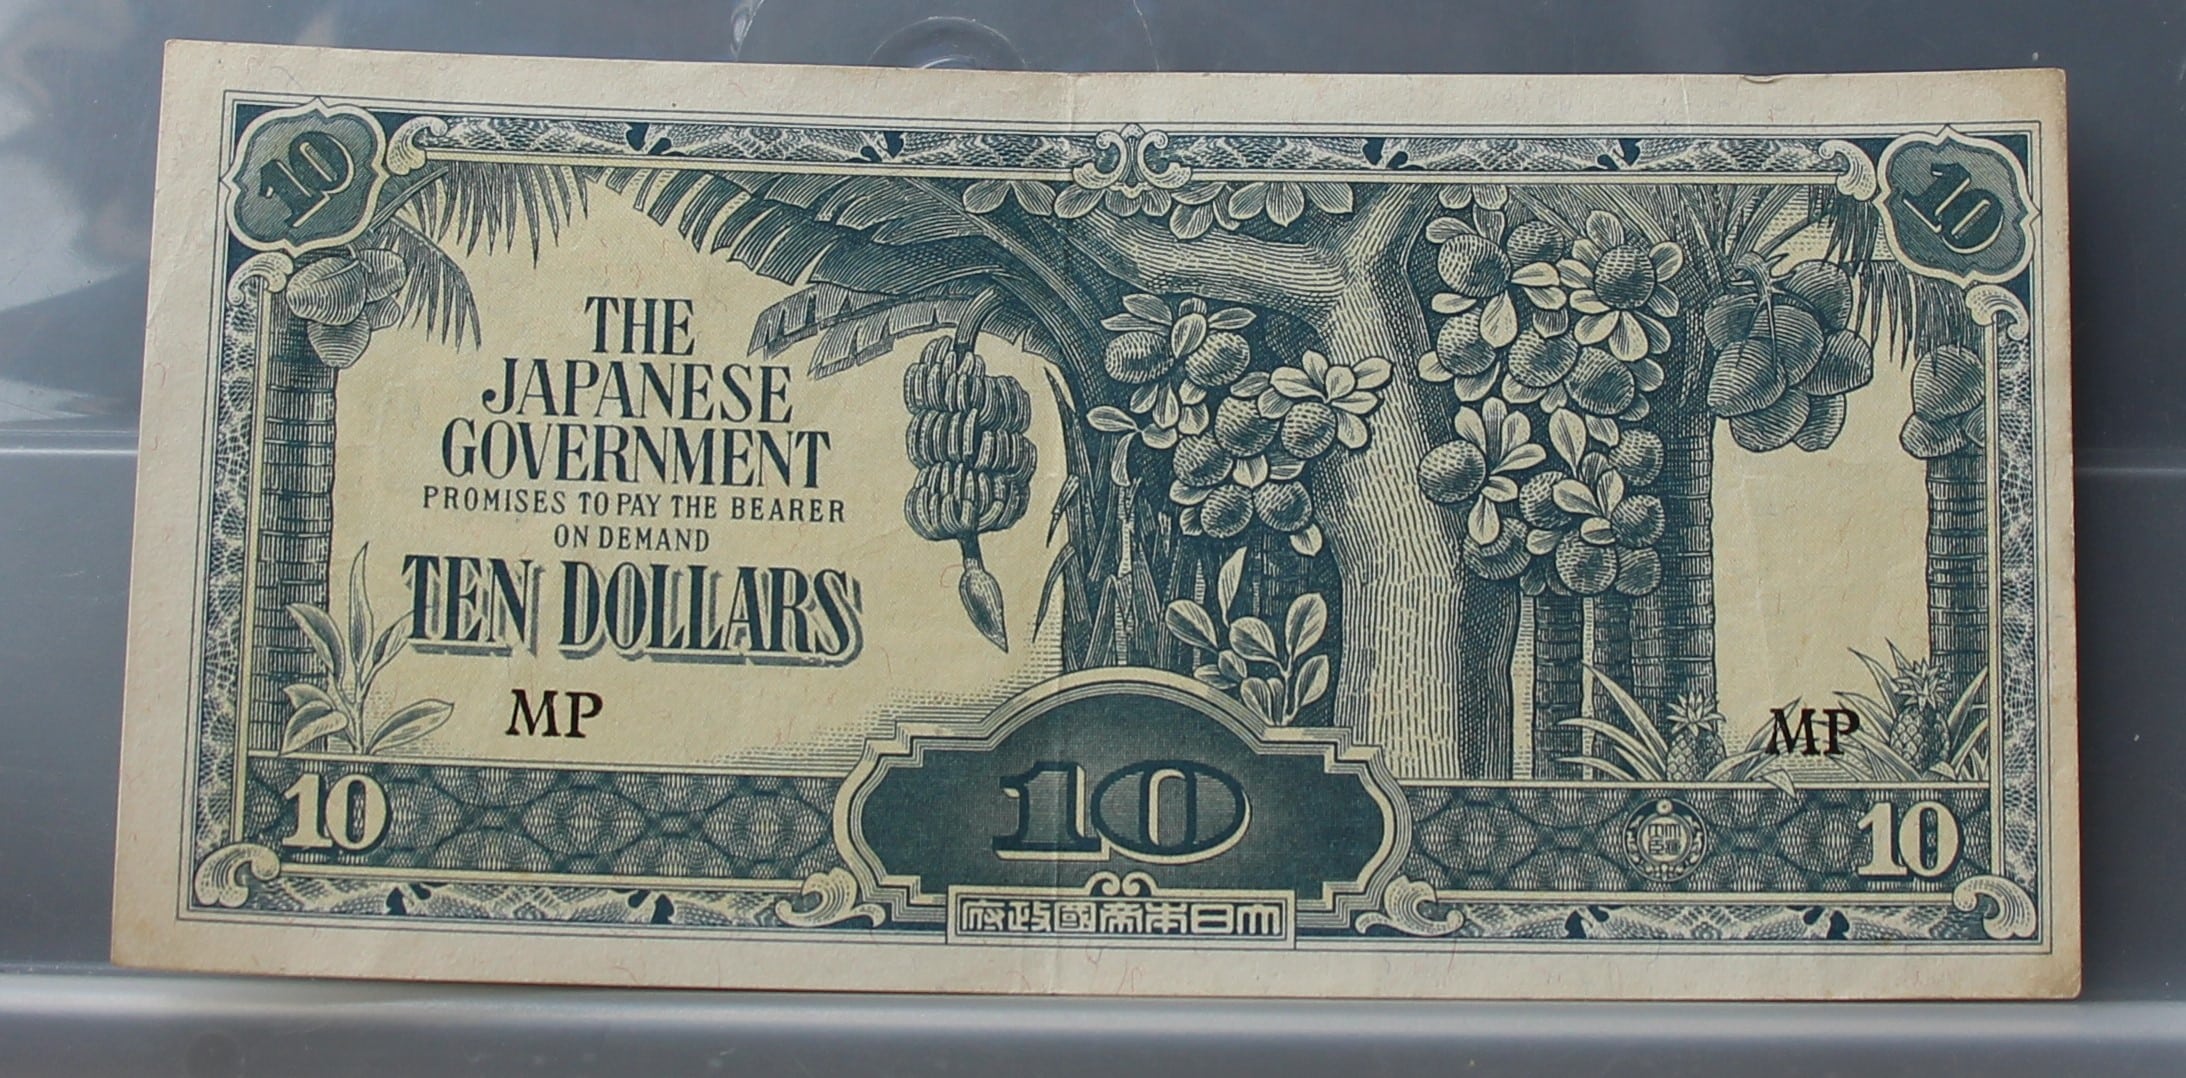 10 10
THE
JAPANESE
GOVERNMENT
PROMISES TO PAY THE BEARER
ON DEMAND
TEN DOLLARS
MP MP
10 10 10
府政國帝本日大